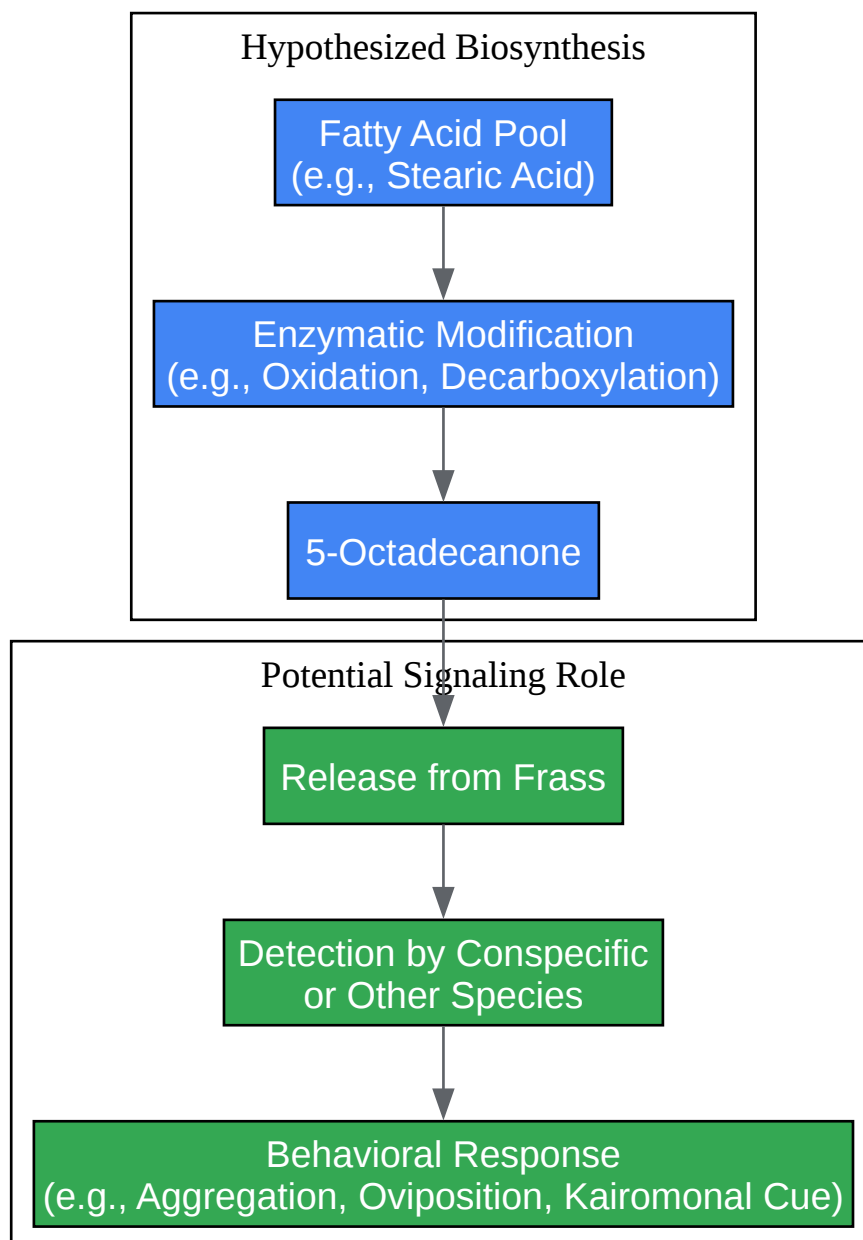 Hypothesized Biosynthesis
Fatty Acid Pool
(e.g., Stearic Acid)
Enzymatic Modification
(e.g., Oxidation, Decarboxylation)
5-Octadecanone
Potential Signaling Role
Release from Frass
Detection by Conspecific
or Other Species
Behavioral Response
(e.g., Aggregation, Oviposition, Kairomonal Cue)